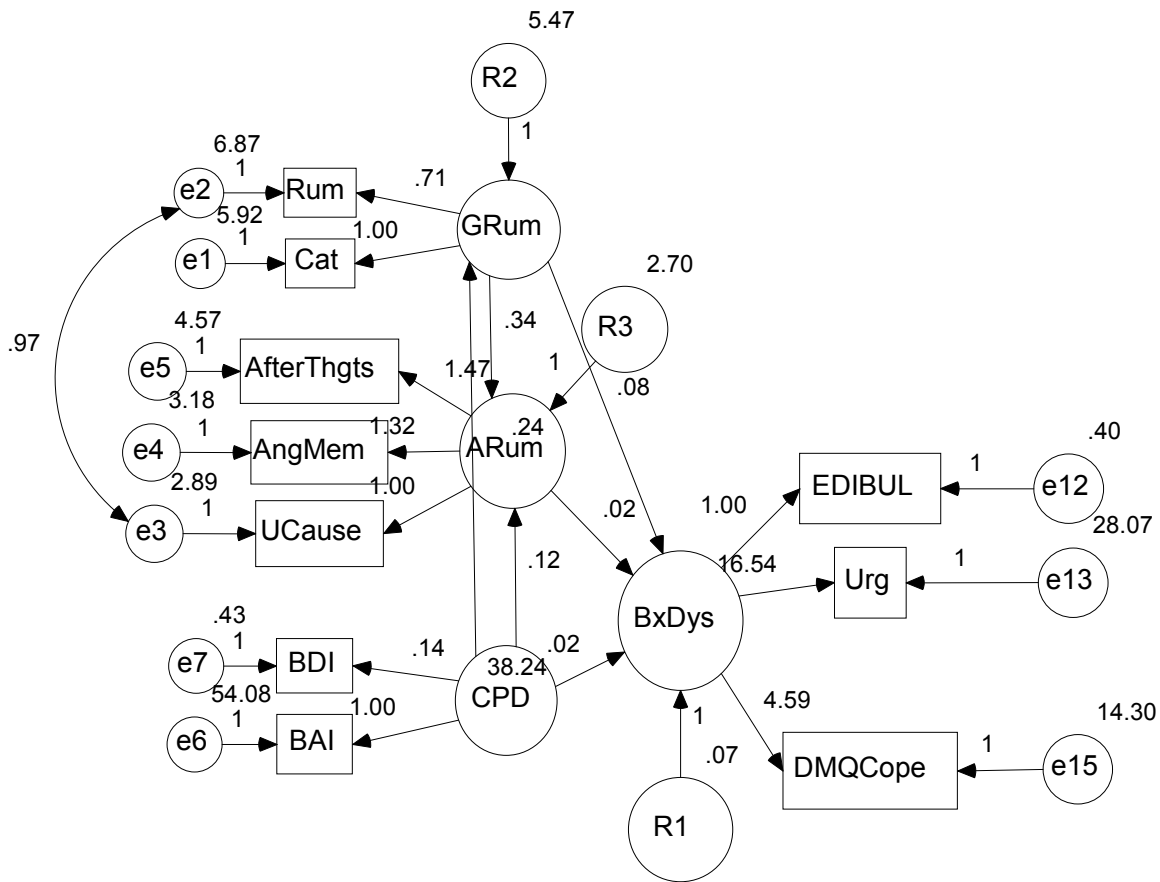 5.47
R2
1
6.87
1
e2
Rum
.71
5.92
1
GRum
1.00
e1
Cat
2.70
.34
R3
.97
4.57
1
AfterThgts
1.47
1
e5
.08
3.18
1
1.32
.24
AngMem
ARum
e4
.40
2.89
1
1.00
EDIBUL
1
e12
e3
UCause
.02
1.00
28.07
.12
16.54
Urg
1
e13
.43
1
BxDys
e7
BDI
.14
.02
38.24
54.08
1
1.00
CPD
4.59
e6
BAI
1
14.30
.07
DMQCope
1
e15
R1